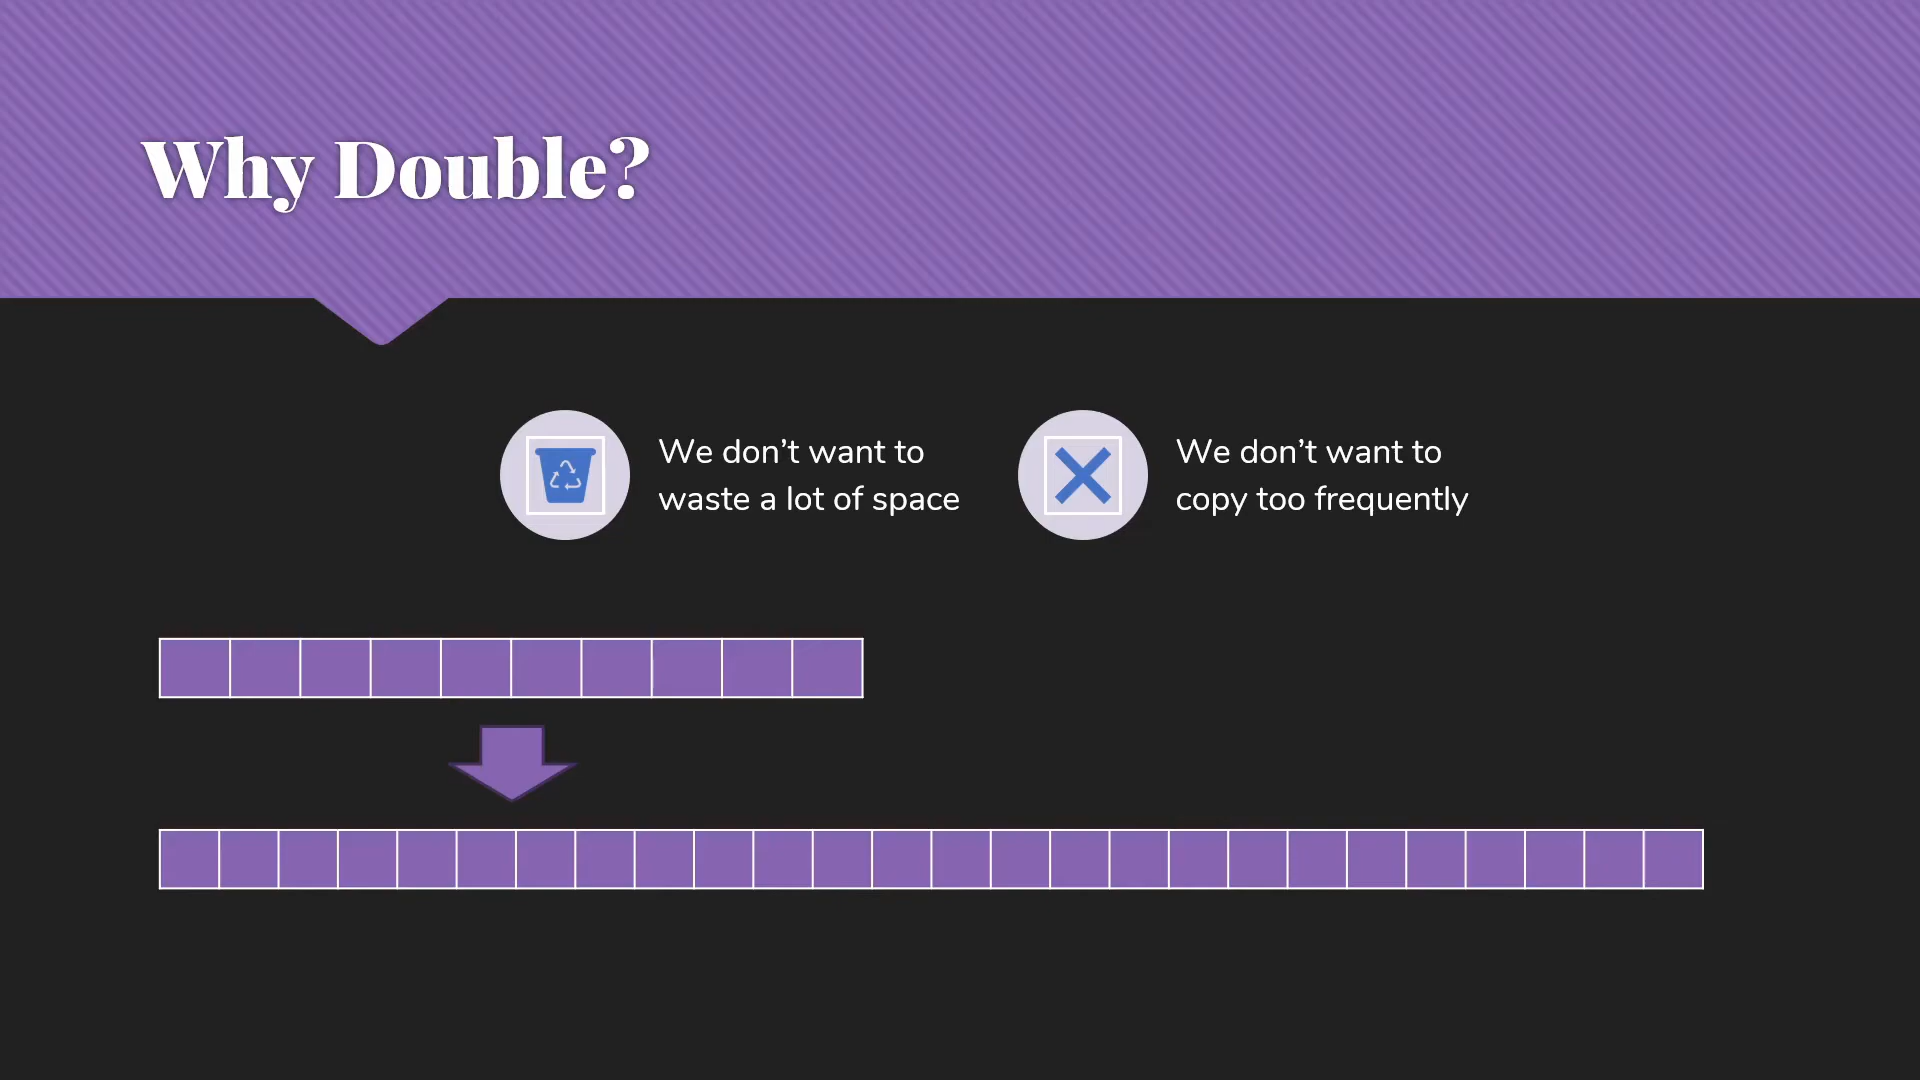 Why Double?
We don’t want to
waste a lot of space
We don’t want to
copy too frequently